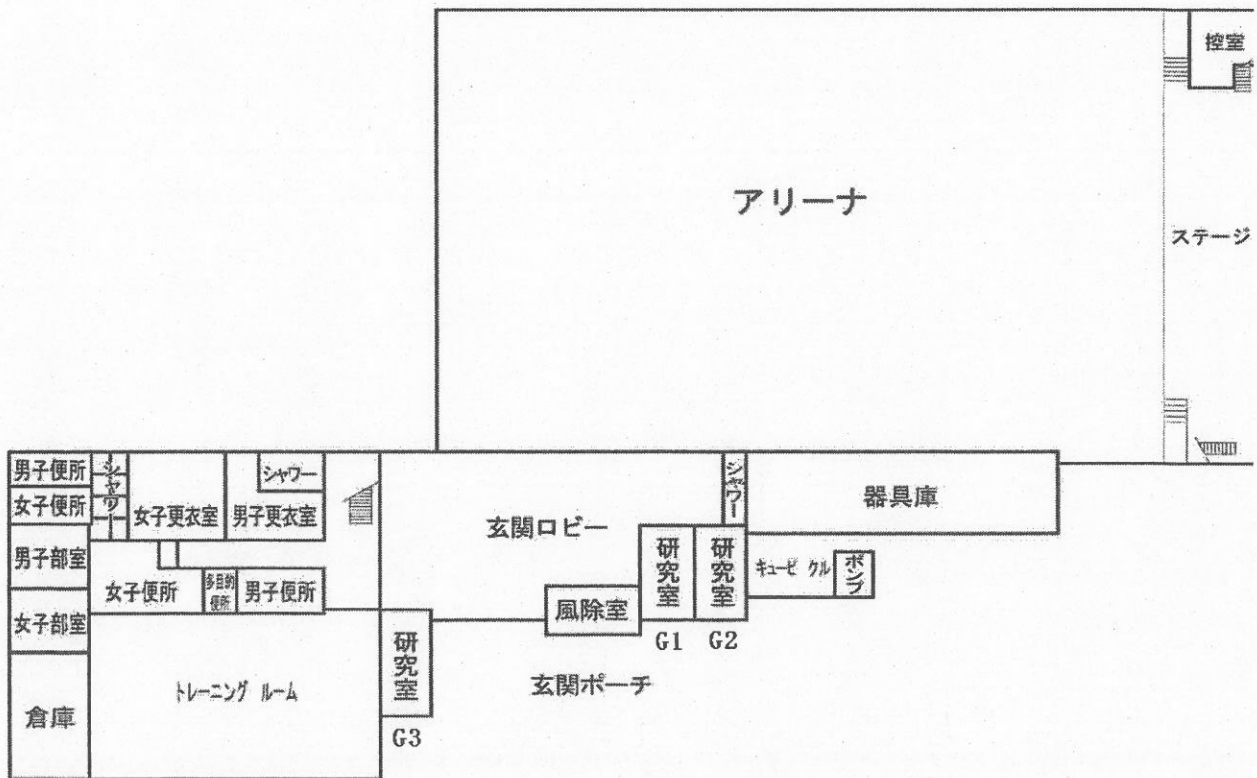 控室
アリーナ
ステージ
男子便所
シャワー
女子便所
女子更衣室
シャワー
男子更衣室
玄関ロビー
シャワー
器具庫
男子部室
女子便所
多目的
便所
男子便所
研究室
研究室
キュービクル
ポンプ
風除室
女子部室
G1
G2
研究室
トレーニング ルーム
玄関ポーチ
倉庫
G3